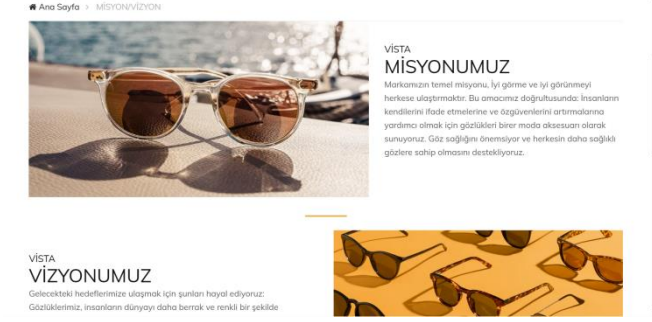 Ana Sayfa > MİSYON/VİZYON
VİSTA
MİSYONUMUZ
Markamızın temel misyonu, İyi görme ve iyi görünmeyi
herkese ulaştırmaktır. Bu amacımız doğrultusunda: İnsanların
kendilerini ifade etmelerine ve özgüvenlerini artırmalarına
yardımcı olmak için gözlükleri birer moda aksesuarı olarak
sunuyoruz. Göz sağlığını önemsiyor ve herkesin daha sağlıklı
gözlere sahip olmasını destekliyoruz.
VİSTA
VİZYONUMUZ
Gelecekteki hedeflerimize ulaşmak için şunları hayal ediyoruz:
Gözlüklerimiz, insanların dünyayı daha berrak ve renkli bir şekilde